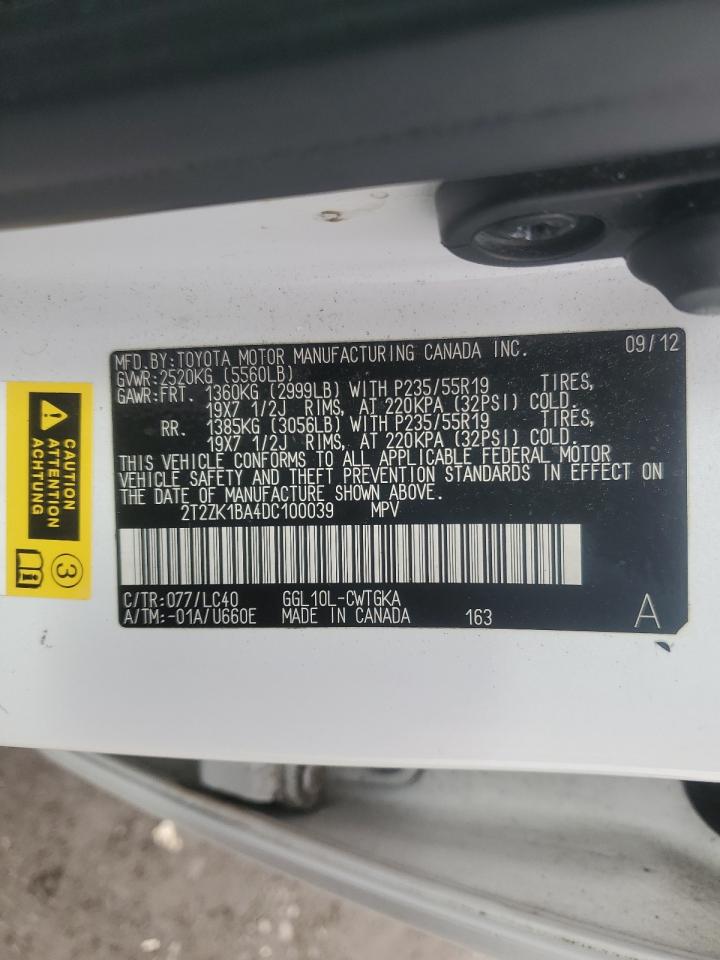 MFD.BY:TOYOTA MOTOR MANUFACTURING CANADA INC. 09/12
GVWR:2520KG (5560LB)
GAWR:FRT. 1360KG (2999LB) WITH P235/55R19 TIRES,
19X7 1/2J RIMS, AT 220KPA (32PSI) COLD.
RR. 1385KG (3056LB) WITH P235/55R19 TIRES,
19X7 1/2J RIMS, AT 220KPA (32PSI) COLD.
THIS VEHICLE CONFORMS TO ALL APPLICABLE FEDERAL MOTOR
VEHICLE SAFETY AND THEFT PREVENTION STANDARDS IN EFFECT ON
THE DATE OF MANUFACTURE SHOWN ABOVE.
2T2ZK1BA4DC100039 MPV
C/TR:077/LC40 GGL10L-CWTGKA
A/TM:-01A/U660E MADE IN CANADA 163 A
CAUTION
ATTENTION
ACHTUNG
3